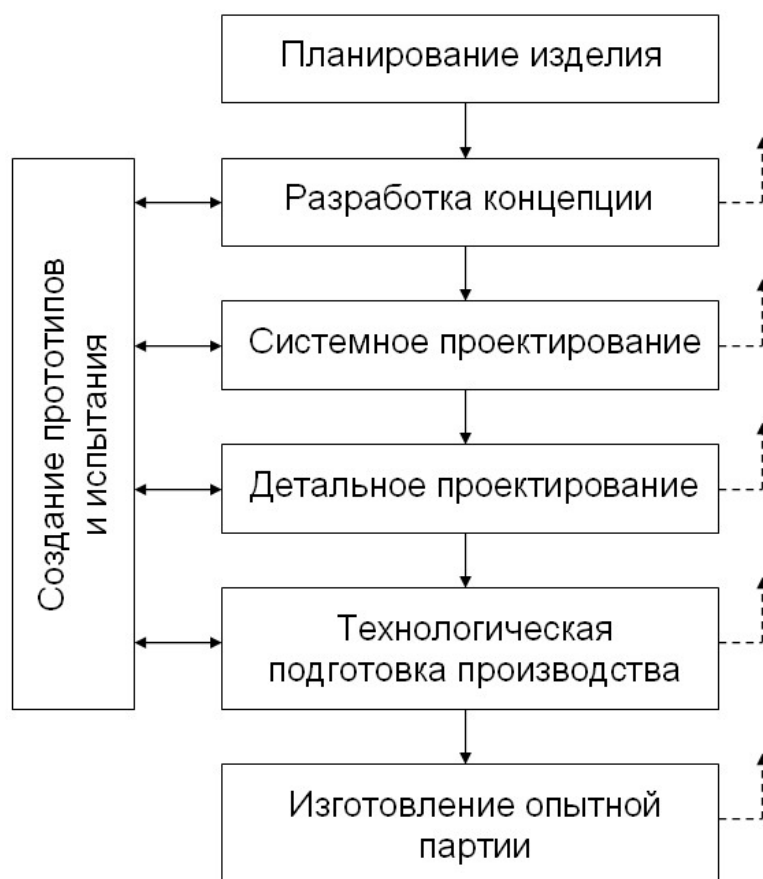 Планирование изделия
Разработка концепции
Создание прототипов
и испытания
Системное проектирование
Детальное проектирование
Технологическая
подготовка производства
Изготовление опытной
партии